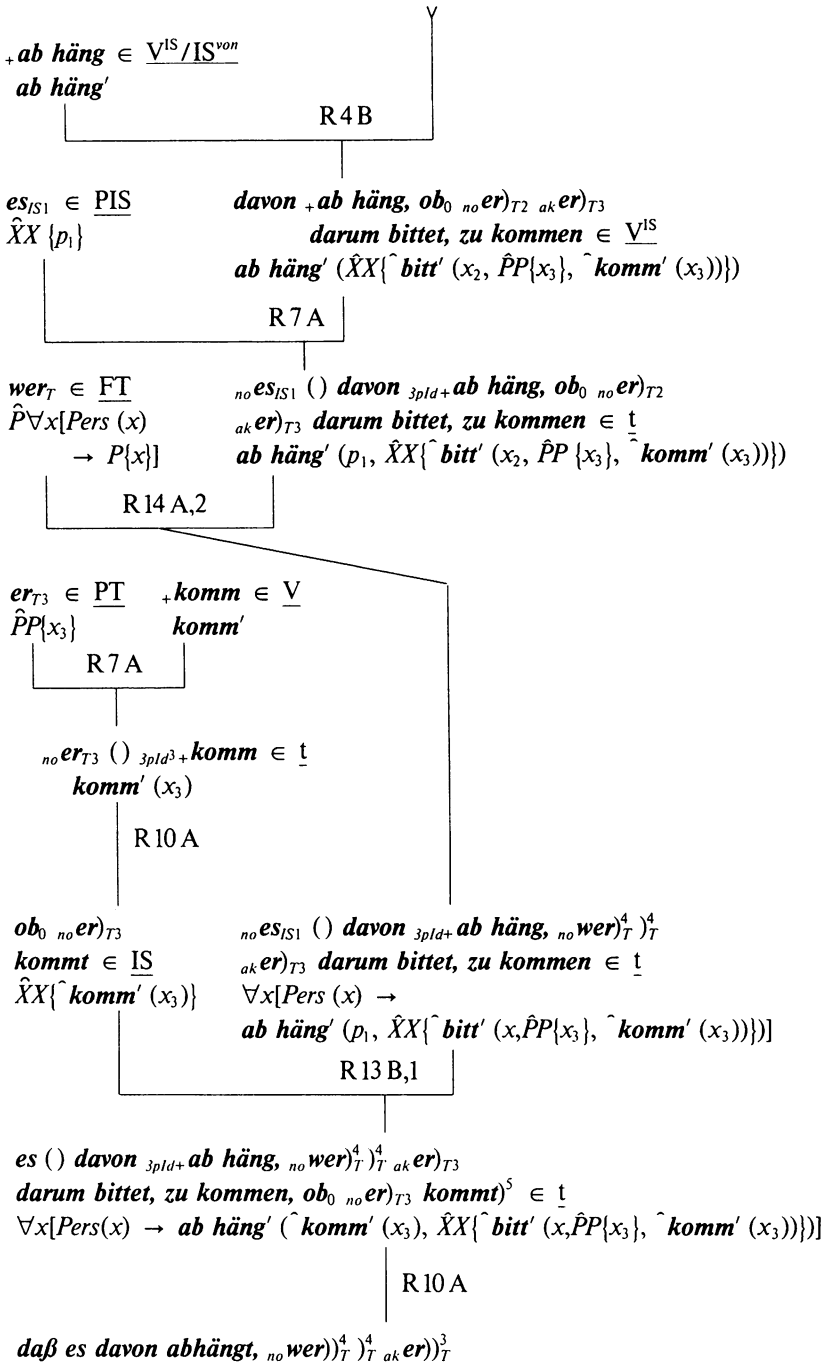 ₊ab häng ∈ V^IS/IS^von
ab häng′
R4B
es_IS1 ∈ PIS
X̂X{p₁}
davon ₊ab häng, ob₀ ₙₒer)_T2 ₐₖer)_T3
darum bittet, zu kommen ∈ V^IS
ab häng′ (X̂X{ˆbitt′ (x₂, P̂P{x₃}, ˆkomm′ (x₃))})
R7A
wer_T ∈ FT
P̂∀x[Pers (x)
→ P{x}]
ₙₒes_IS1 () davon _3pId+ab häng, ob₀ ₙₒer)_T2
ₐₖer)_T3 darum bittet, zu kommen ∈ t
ab häng′ (p₁, X̂X{ˆbitt′ (x₂, P̂P{x₃}, ˆkomm′ (x₃))})
R14A,2
er_T3 ∈ PT
P̂P{x₃}
₊komm ∈ V
komm′
R7A
ₙₒer_T3 () _3pId³+komm ∈ t
komm′ (x₃)
R10A
ob₀ ₙₒer)_T3
kommt ∈ IS
X̂X{ˆkomm′ (x₃)}
ₙₒes_IS1 () davon _3pId+ab häng, ₙₒwer)⁴_T )⁴_T
ₐₖer)_T3 darum bittet, zu kommen ∈ t
∀x[Pers (x) →
ab häng′ (p₁, X̂X{ˆbitt′ (x,P̂P{x₃}, ˆkomm′ (x₃))})]
R13B,1
es () davon _3pId+ab häng, ₙₒwer)⁴_T )⁴_T ₐₖer)_T3
darum bittet, zu kommen, ob₀ ₙₒer)_T3 kommt)⁵ ∈ t
∀x[Pers(x) → ab häng′ (ˆkomm′ (x₃), X̂X{ˆbitt′ (x,P̂P{x₃}, ˆkomm′ (x₃))})]
R10A
daß es davon abhängt, ₙₒwer))⁴_T )⁴_T ₐₖer))³_T